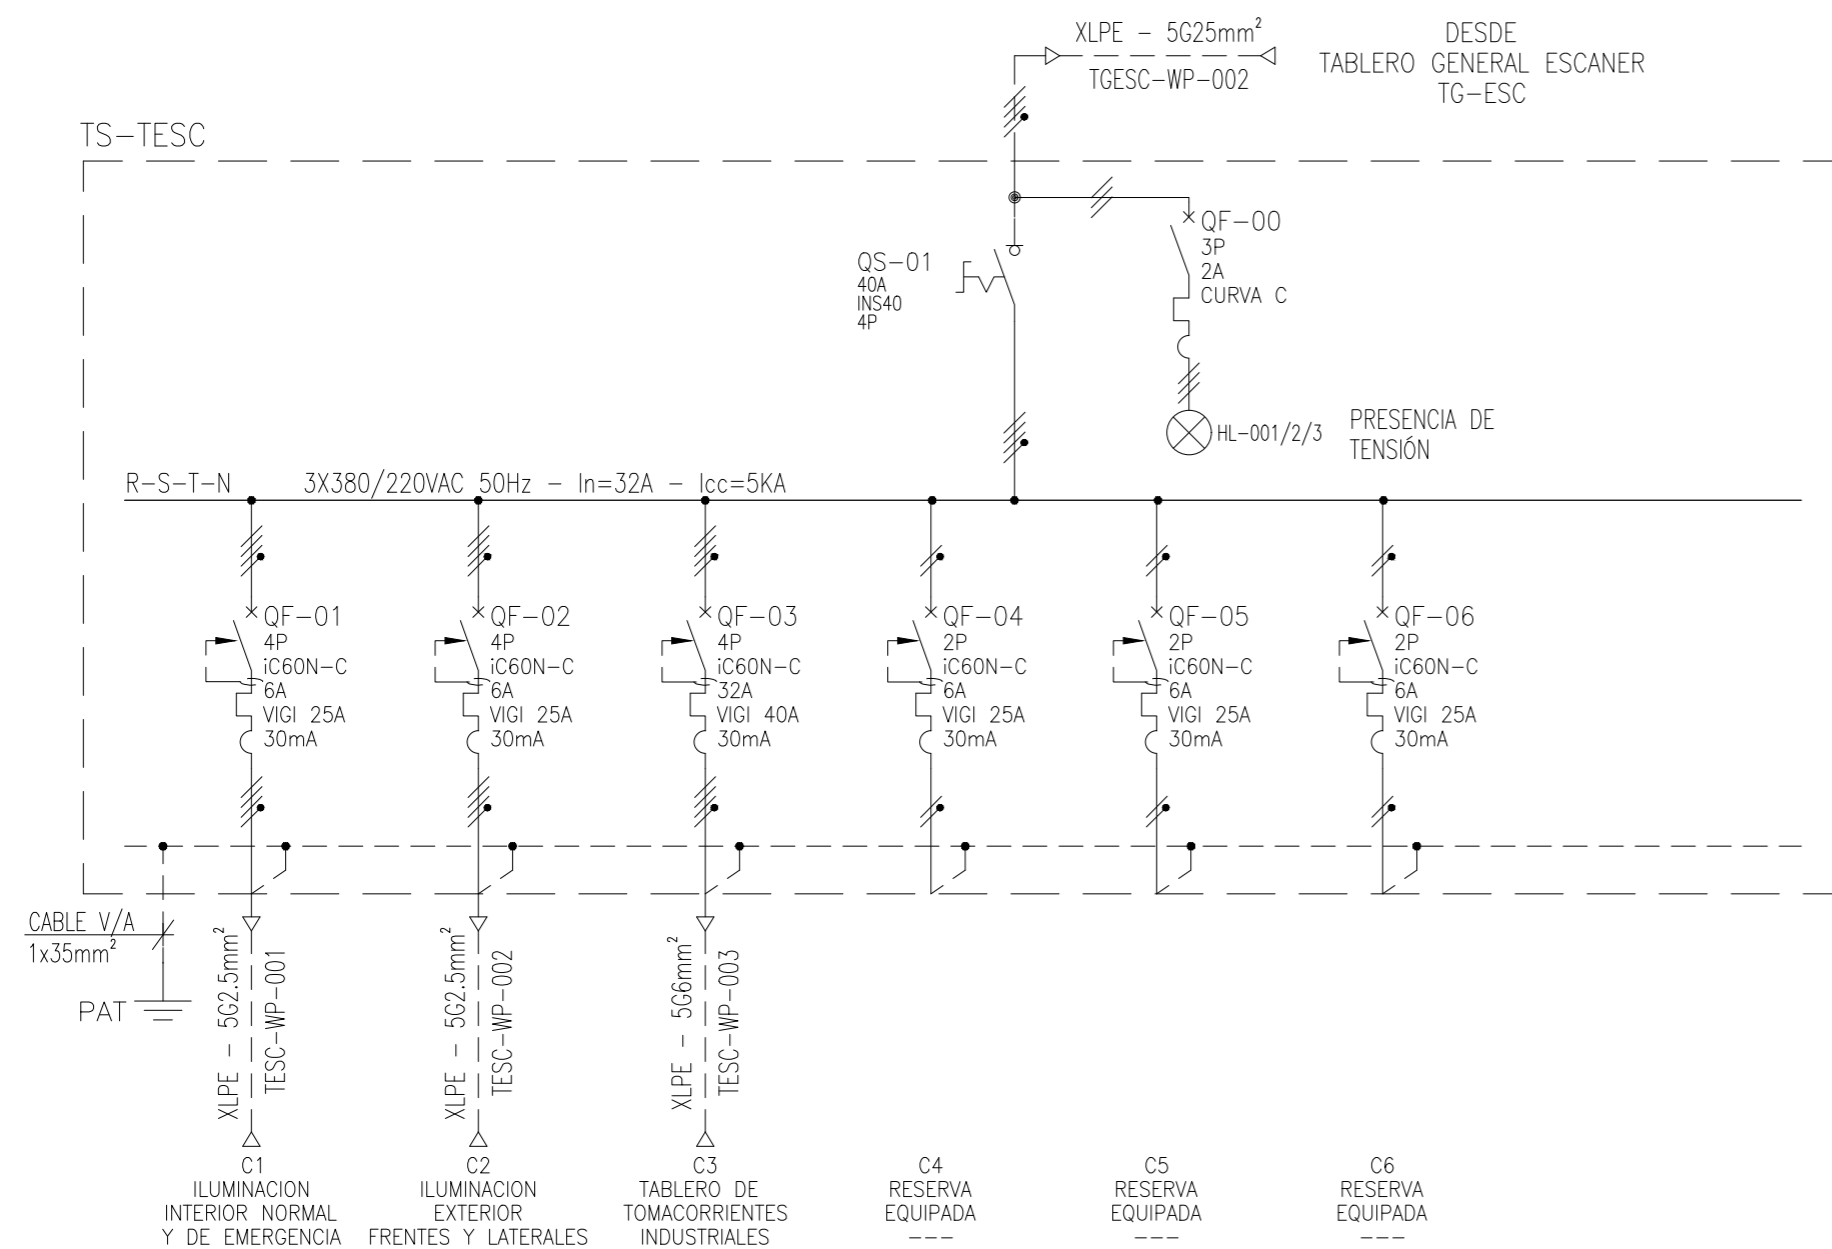 XLPE - 5G25mm²
TGESC-WP-002
DESDE
TABLERO GENERAL ESCANER
TG-ESC
TS-TESC
QS-01
40A
INS40
4P
QF-00
3P
2A
CURVA C
HL-001/2/3
PRESENCIA DE
TENSIÓN
R-S-T-N
3X380/220VAC 50Hz - In=32A - Icc=5KA
QF-01
4P
iC60N-C
6A
VIGI 25A
30mA
QF-02
4P
iC60N-C
6A
VIGI 25A
30mA
QF-03
4P
iC60N-C
32A
VIGI 40A
30mA
QF-04
2P
iC60N-C
6A
VIGI 25A
30mA
QF-05
2P
iC60N-C
6A
VIGI 25A
30mA
QF-06
2P
iC60N-C
6A
VIGI 25A
30mA
CABLE V/A
1x35mm²
PAT
XLPE - 5G2.5mm²
TESC-WP-001
XLPE - 5G2.5mm²
TESC-WP-002
XLPE - 5G6mm²
TESC-WP-003
C1
ILUMINACION
INTERIOR NORMAL
Y DE EMERGENCIA
C2
ILUMINACION
EXTERIOR
FRENTES Y LATERALES
C3
TABLERO DE
TOMACORRIENTES
INDUSTRIALES
C4
RESERVA
EQUIPADA
---
C5
RESERVA
EQUIPADA
---
C6
RESERVA
EQUIPADA
---